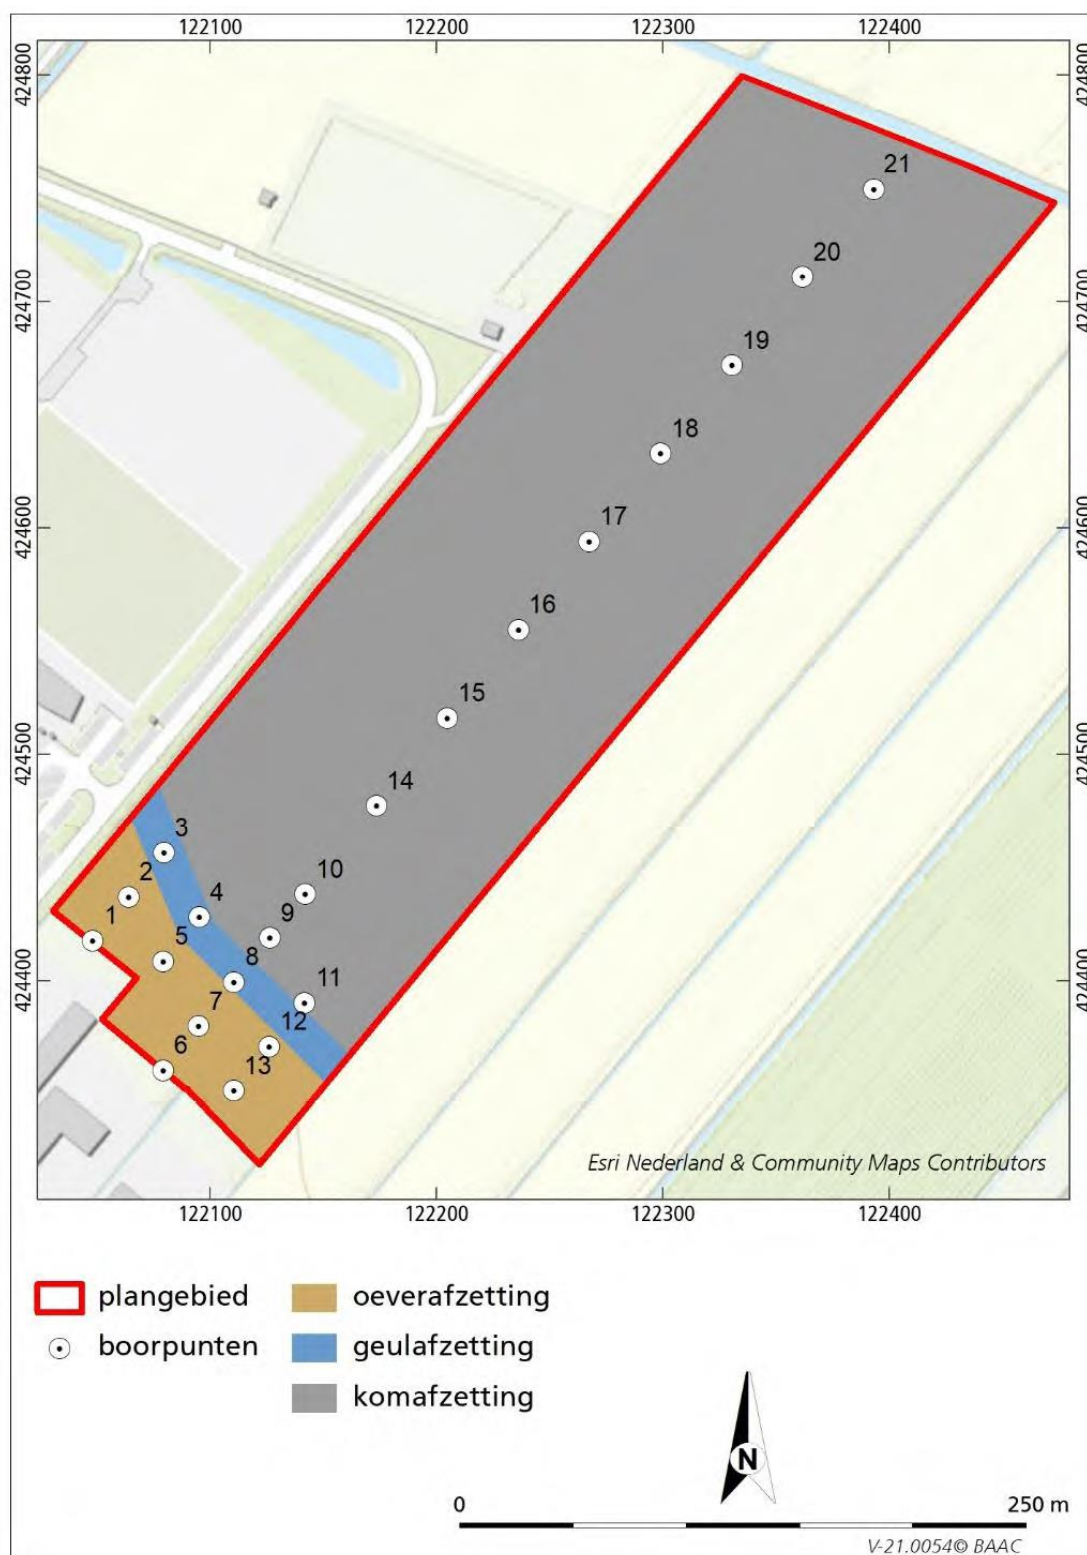 122100 122200 122300 122400
424800 424800
21
20
424700 424700
19
18
17
424600 424600
16
15
424500 424500
14
3
2 10
1 4 9
5
8 11
424400 424400
7 12
6 13
Esri Nederland & Community Maps Contributors
122100 122200 122300 122400
plangebied oeverafzetting
boorpunten geulafzetting
komafzetting
N
0 250 m
V-21.0054© BAAC